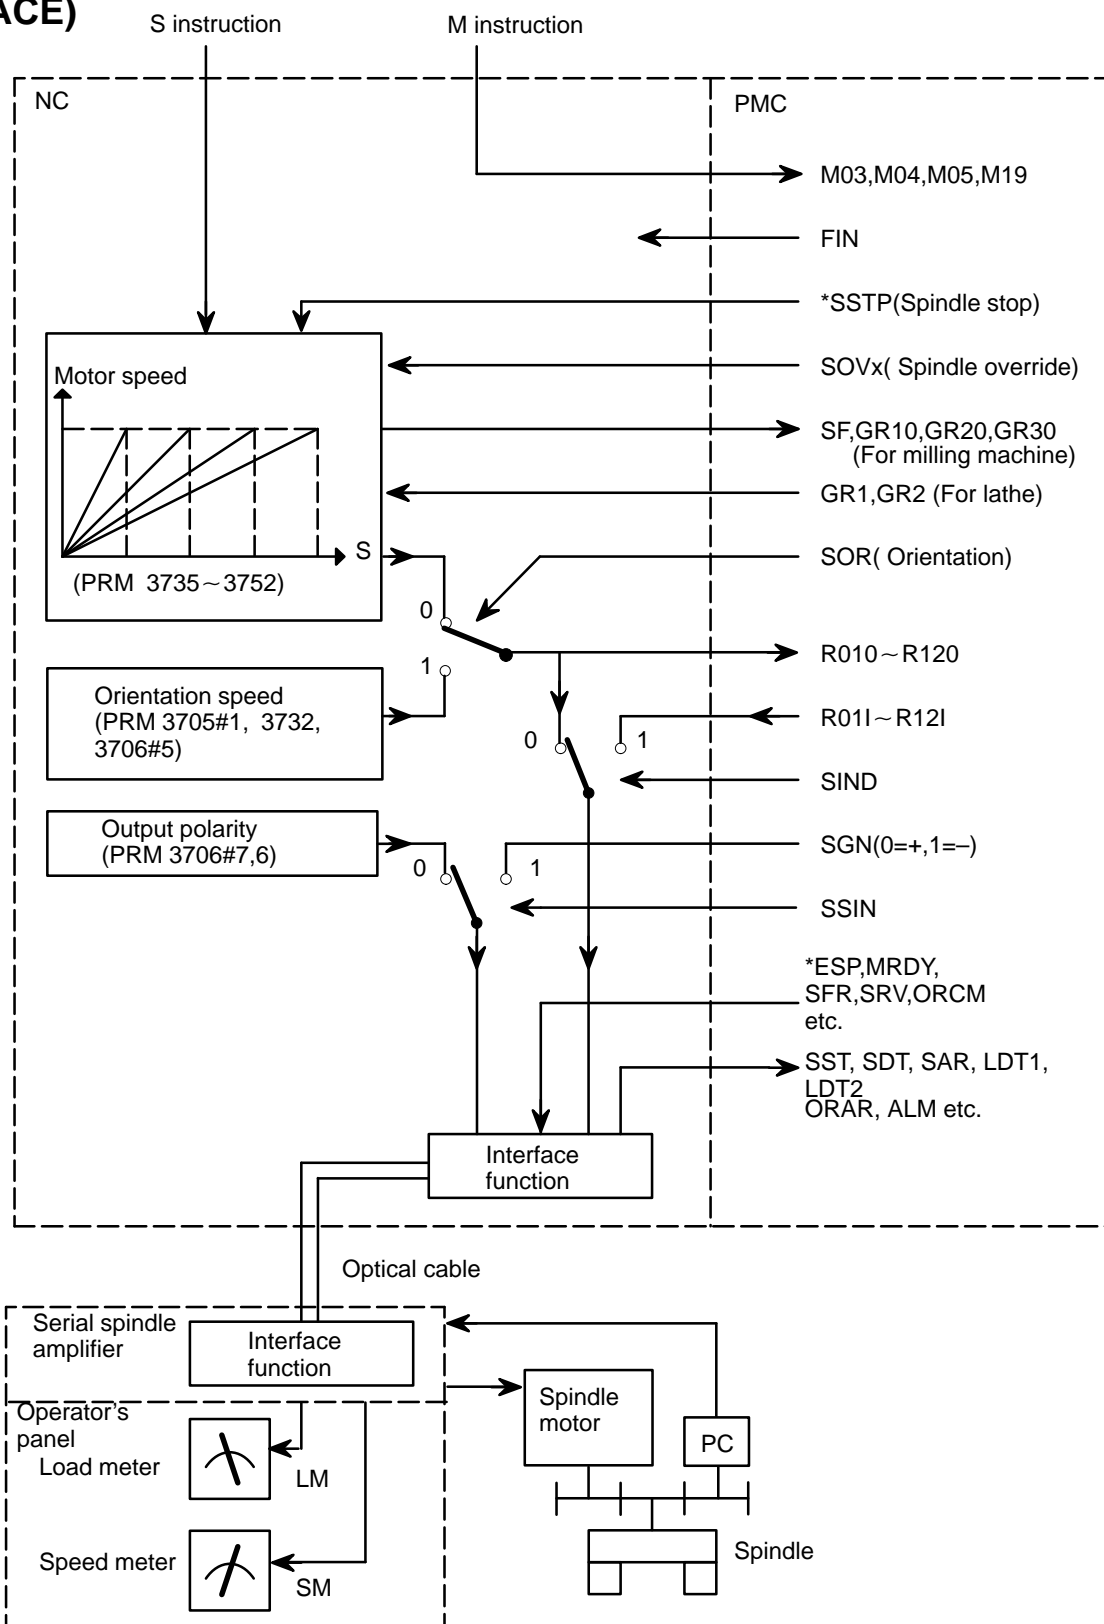 ACE)
S instruction
M instruction
NC
PMC
M03,M04,M05,M19
FIN
*SSTP(Spindle stop)
SOVx( Spindle override)
Motor speed
SF,GR10,GR20,GR30
(For milling machine)
GR1,GR2 (For lathe)
S
SOR( Orientation)
(PRM 3735~3752)
0
1
R010~R120
Orientation speed
(PRM 3705#1, 3732,
3706#5)
R01I~R12I
0
1
SIND
Output polarity
(PRM 3706#7,6)
SGN(0=+,1=–)
0
1
SSIN
*ESP,MRDY,
SFR,SRV,ORCM
etc.
SST, SDT, SAR, LDT1,
LDT2
ORAR, ALM etc.
Interface
function
Optical cable
Serial spindle
amplifier
Interface
function
Operator's
panel
Load meter
LM
Spindle
motor
PC
Speed meter
SM
Spindle